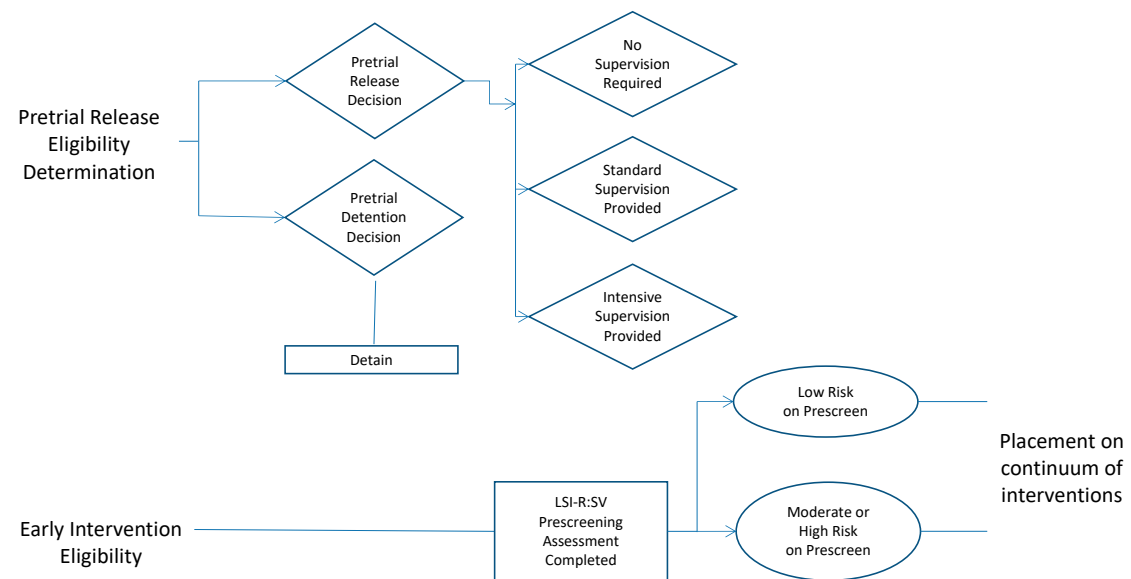 Pretrial Release
Eligibility
Determination
Pretrial
Release
Decision
Pretrial
Detention
Decision
Detain
No
Supervision
Required
Standard
Supervision
Provided
Intensive
Supervision
Provided
Early Intervention
Eligibility
LSI-R:SV
Prescreening
Assessment
Completed
Low Risk
on Prescreen
Moderate or
High Risk
on Prescreen
Placement on
continuum of
interventions